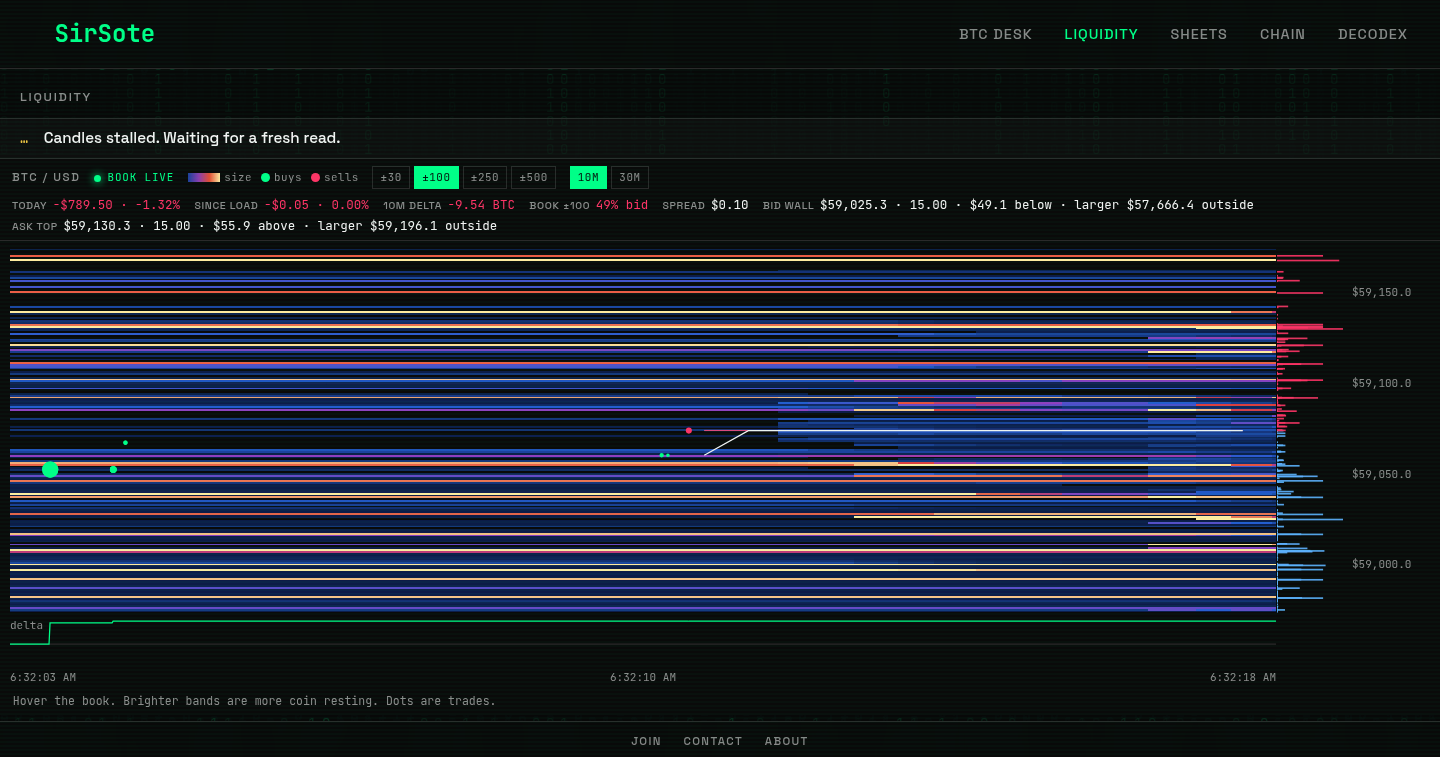 SirSote
BTC DESK LIQUIDITY SHEETS CHAIN DECODEX
LIQUIDITY
… Candles stalled. Waiting for a fresh read.
BTC / USD BOOK LIVE size buys sells ±30 ±100 ±250 ±500 10M 30M
TODAY -$789.50 · -1.32% SINCE LOAD -$0.05 · 0.00% 10M DELTA -9.54 BTC BOOK ±100 49% bid SPREAD $0.10 BID WALL $59,025.3 · 15.00 · $49.1 below · larger $57,666.4 outside
ASK TOP $59,130.3 · 15.00 · $55.9 above · larger $59,196.1 outside
$59,150.0
$59,100.0
$59,050.0
$59,000.0
delta
6:32:03 AM 6:32:10 AM 6:32:18 AM
Hover the book. Brighter bands are more coin resting. Dots are trades.
JOIN CONTACT ABOUT